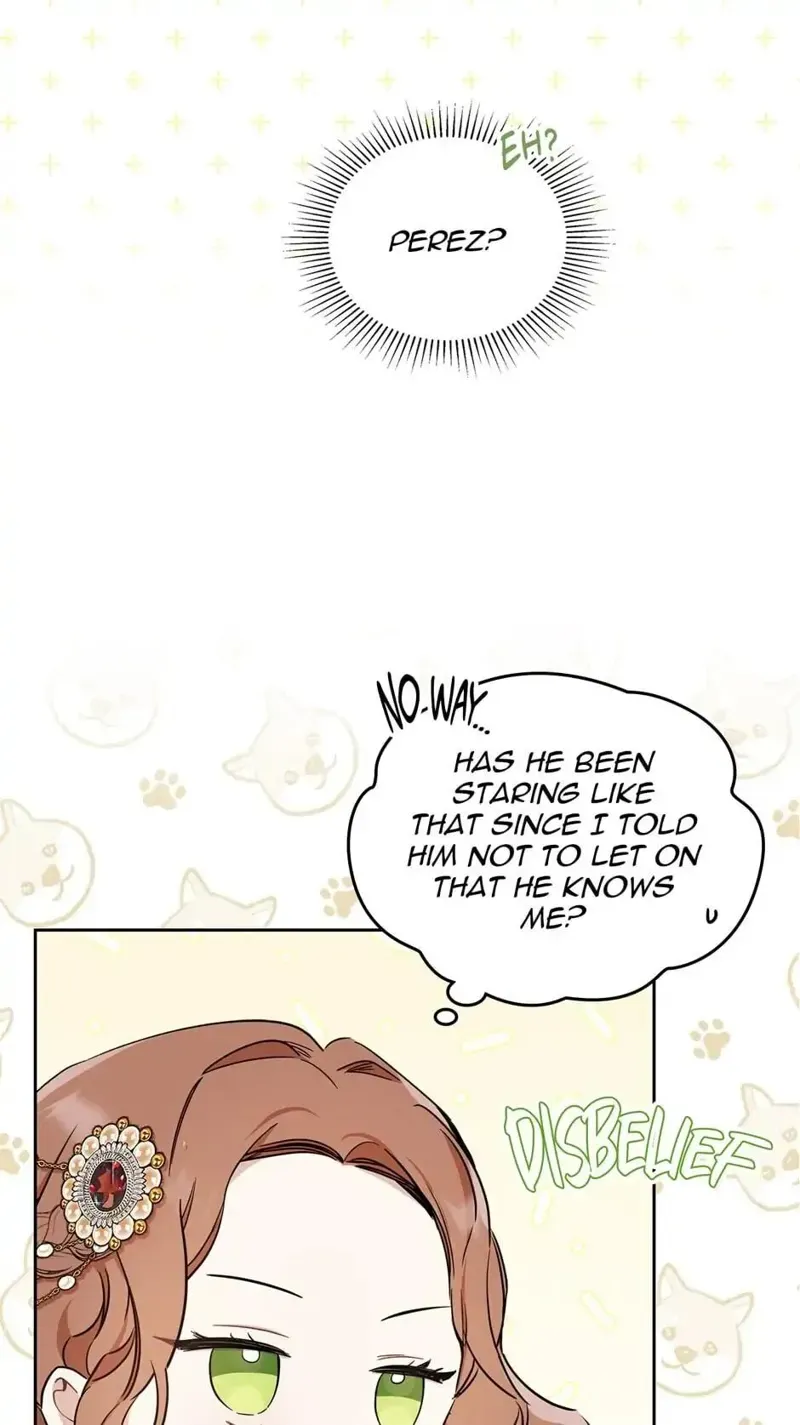 EH?
PEREZ?
NO-WAY...
HAS HE BEEN
STARING LIKE
THAT SINCE I TOLD
HIM NOT TO LET ON
THAT HE KNOWS
ME?
DISBELIEF